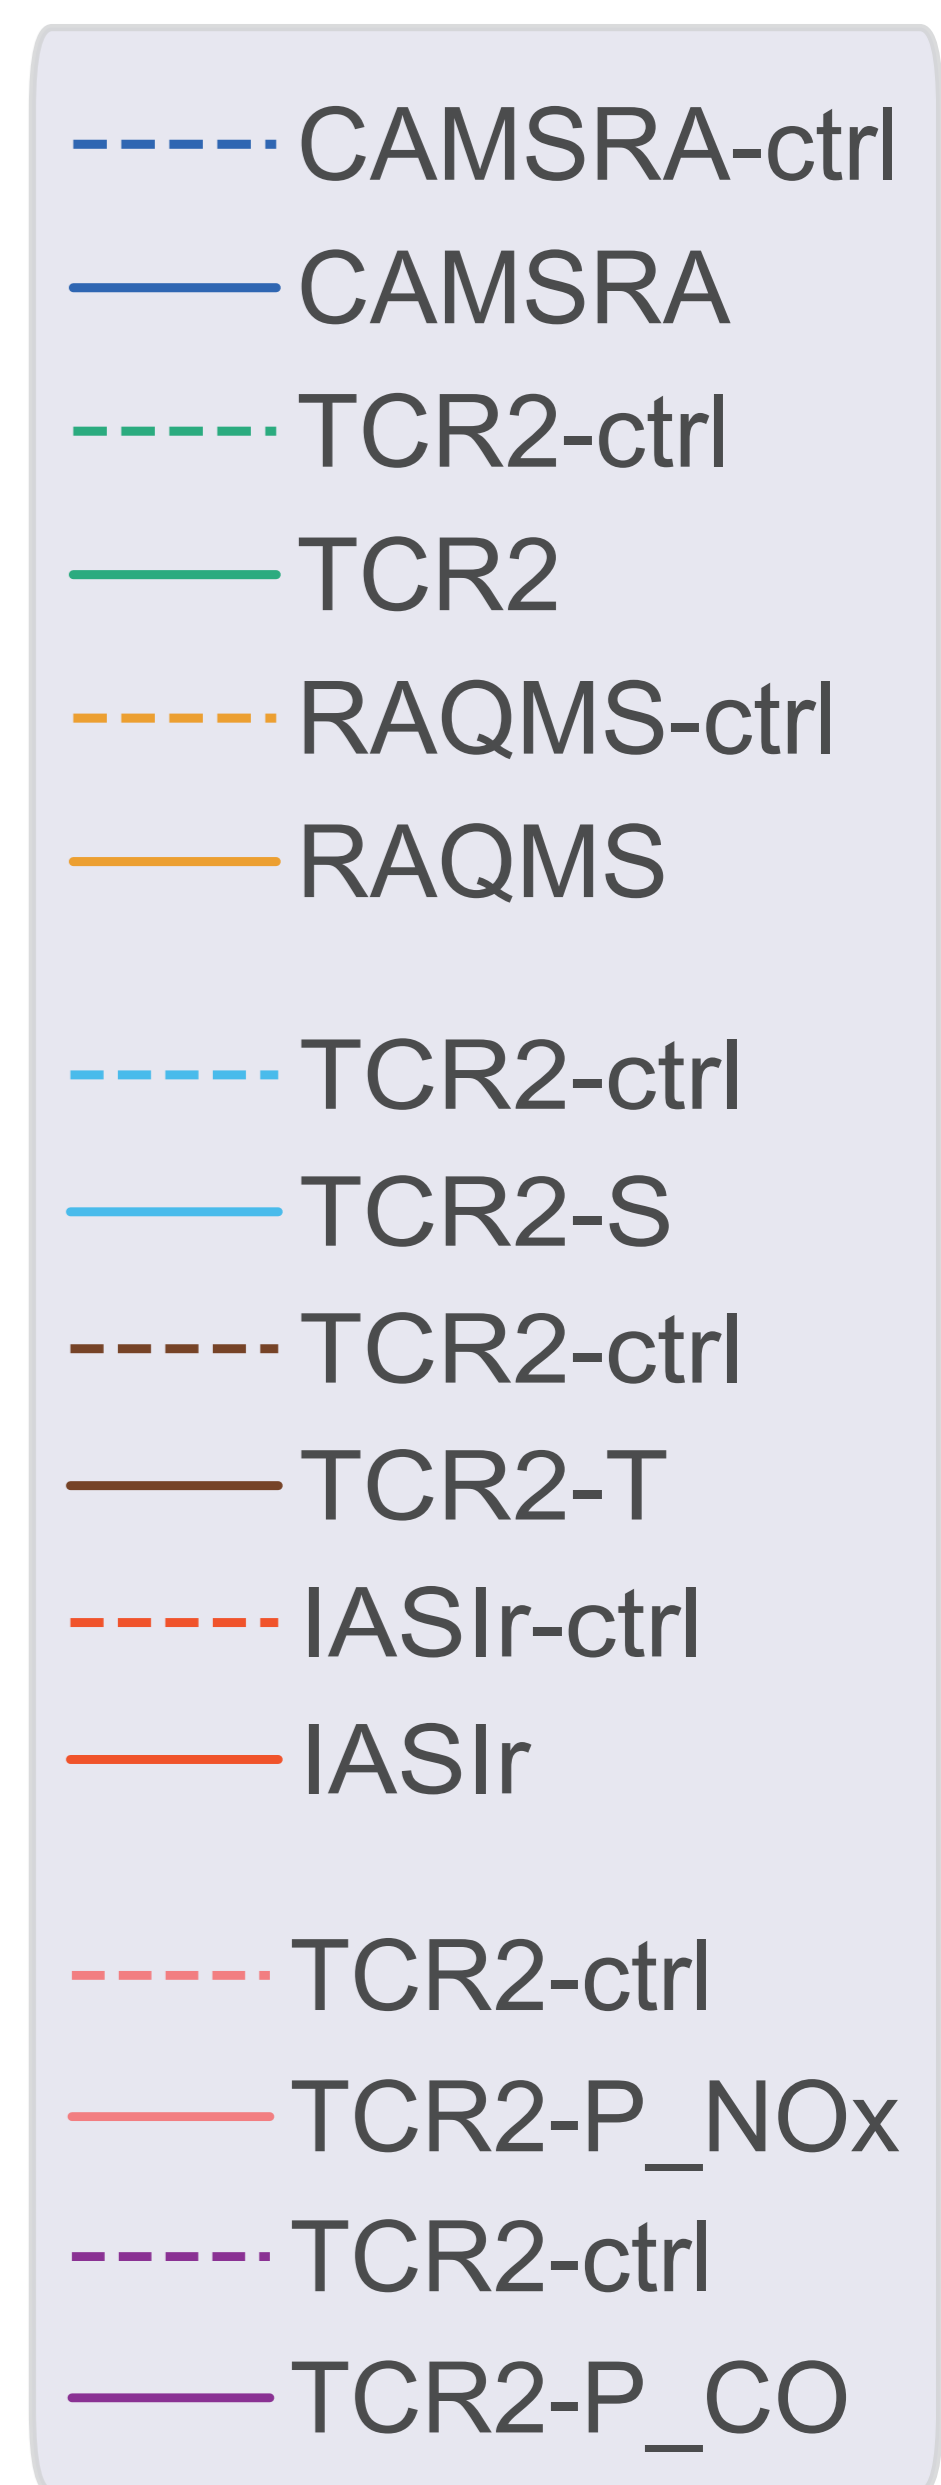 CAMSRA-ctrl
CAMSRA
TCR2-ctrl
TCR2
RAQMS-ctrl
RAQMS
TCR2-ctrl
TCR2-S
TCR2-ctrl
TCR2-T
IASIr-ctrl
IASIr
TCR2-ctrl
TCR2-P_NOx
TCR2-ctrl
TCR2-P_CO